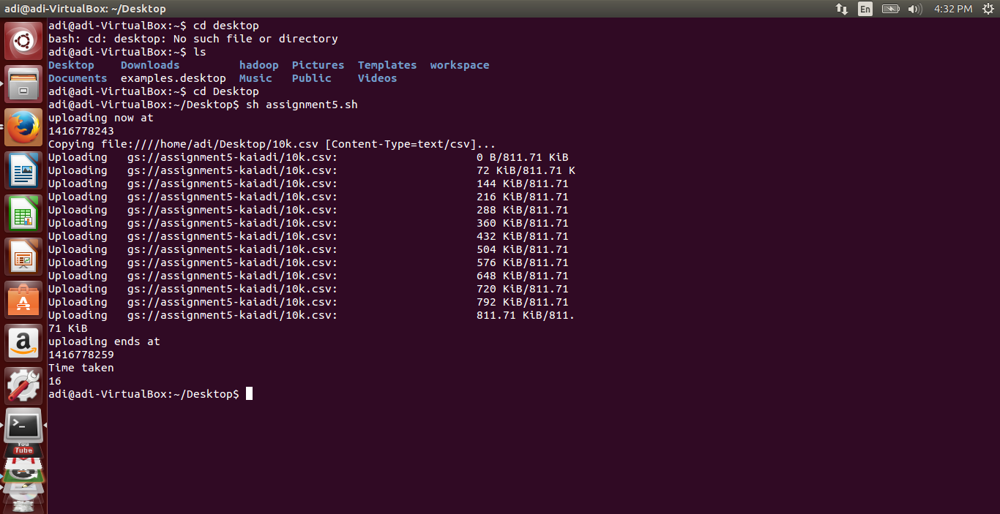 adi@adi-VirtualBox: ~/Desktop
En
4:32 PM
adi@adi-VirtualBox:~$ cd desktop
bash: cd: desktop: No such file or directory
adi@adi-VirtualBox:~$ ls
Desktop    Downloads         hadoop  Pictures  Templates  workspace
Documents  examples.desktop  Music   Public    Videos
adi@adi-VirtualBox:~$ cd Desktop
adi@adi-VirtualBox:~/Desktop$ sh assignment5.sh
uploading now at
1416778243
Copying file:////home/adi/Desktop/10k.csv [Content-Type=text/csv]...
Uploading   gs://assignment5-kaiadi/10k.csv:                     0 B/811.71 KiB
Uploading   gs://assignment5-kaiadi/10k.csv:                     72 KiB/811.71 K
Uploading   gs://assignment5-kaiadi/10k.csv:                     144 KiB/811.71
Uploading   gs://assignment5-kaiadi/10k.csv:                     216 KiB/811.71
Uploading   gs://assignment5-kaiadi/10k.csv:                     288 KiB/811.71
Uploading   gs://assignment5-kaiadi/10k.csv:                     360 KiB/811.71
Uploading   gs://assignment5-kaiadi/10k.csv:                     432 KiB/811.71
Uploading   gs://assignment5-kaiadi/10k.csv:                     504 KiB/811.71
Uploading   gs://assignment5-kaiadi/10k.csv:                     576 KiB/811.71
Uploading   gs://assignment5-kaiadi/10k.csv:                     648 KiB/811.71
Uploading   gs://assignment5-kaiadi/10k.csv:                     720 KiB/811.71
Uploading   gs://assignment5-kaiadi/10k.csv:                     792 KiB/811.71
Uploading   gs://assignment5-kaiadi/10k.csv:                     811.71 KiB/811.
71 KiB
uploading ends at
1416778259
Time taken
16
adi@adi-VirtualBox:~/Desktop$
a
>_
You
Tube